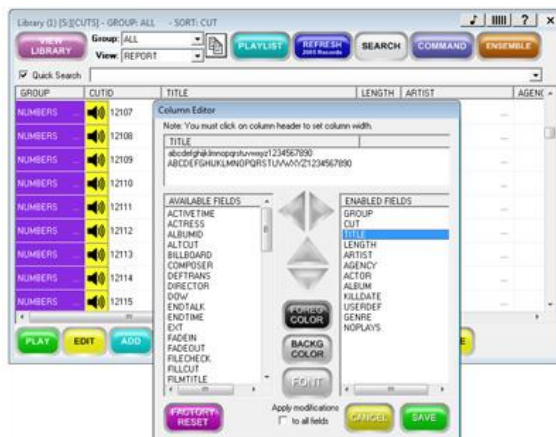 Library (1) [S:][CUTS] - GROUP: ALL - SORT: CUT
? x
VIEW LIBRARY
Group: ALL
View: REPORT
PLAYLIST
REFRESH
SEARCH
COMMAND
ENSEMBLE
Quick Search
GROUP CUTID TITLE LENGTH ARTIST
NUMBERS ... 12107
NUMBERS ... 12108
NUMBERS ... 12109
NUMBERS ... 12110
NUMBERS ... 12111
NUMBERS ... 12112
NUMBERS ... 12113
NUMBERS ... 12114
NUMBERS ... 12115
PLAY
EDIT
ADD
Column Editor
Note: You must click on column header to set column width.
TITLE
abcdefghijklmnopqrstuvwxyz1234567890
ABCDEFGHIJKLMNOPQRSTUVWXYZ1234567890
AVAILABLE FIELDS
ACTIVETIME
ACTRESS
ALBUMID
ALTCUT
BILLBOARD
COMPOSER
DEFTRANS
DIRECTOR
DOW
ENDTALK
ENDTIME
EXT
FADEIN
FADEOUT
FILECHECK
FILLCUT
FILMTITLE
FOREG COLOR
BACKG COLOR
FONT
ENABLED FIELDS
GROUP
CUT
TITLE
LENGTH
ARTIST
AGENCY
ACTOR
ALBUM
KILLDATE
USERDEF
GENRE
NOPLAYS
FACTORY RESET
Apply modifications
to all fields
CANCEL
SAVE